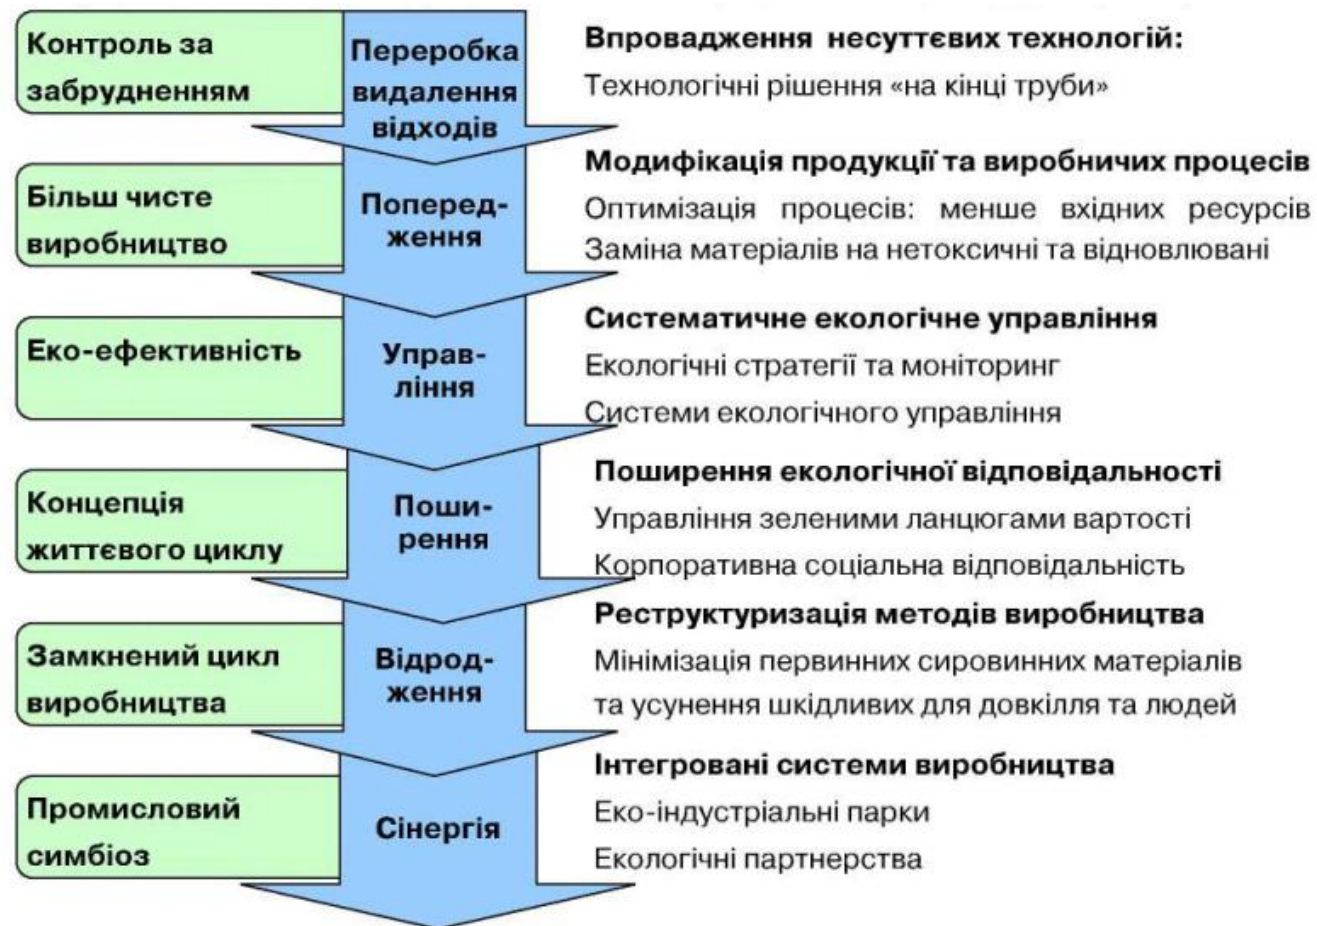 Контроль за
забрудненням
Переробка
видалення
відходів
Впровадження несуттєвих технологій:
Технологічні рішення «на кінці труби»
Більш чисте
виробництво
Поперед-
ження
Модифікація продукції та виробничих процесів
Оптимізація процесів: менше вхідних ресурсів
Заміна матеріалів на нетоксичні та відновлювані
Еко-ефективність
Управ-
ління
Систематичне екологічне управління
Екологічні стратегії та моніторинг
Системи екологічного управління
Концепція
життєвого циклу
Поши-
рення
Поширення екологічної відповідальності
Управління зеленими ланцюгами вартості
Корпоративна соціальна відповідальність
Замкнений цикл
виробництва
Відрод-
ження
Реструктуризація методів виробництва
Мінімізація первинних сировинних матеріалів
та усунення шкідливих для довкілля та людей
Промисловий
симбіоз
Сінергія
Інтегровані системи виробництва
Еко-індустріальні парки
Екологічні партнерства